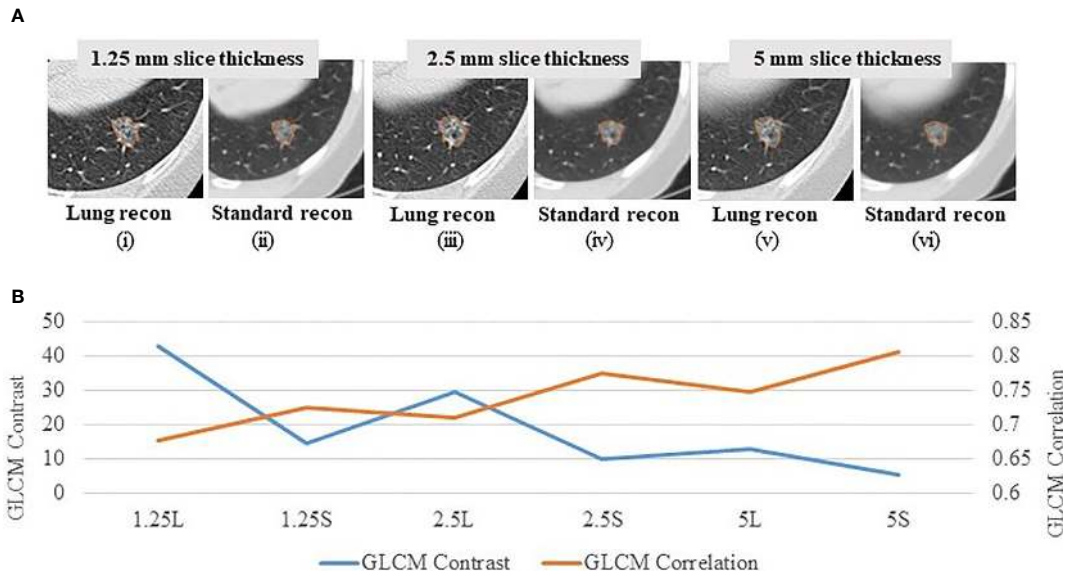 A
1.25 mm slice thickness
2.5 mm slice thickness
5 mm slice thickness
Lung recon
(i)
Standard recon
(ii)
Lung recon
(iii)
Standard recon
(iv)
Lung recon
(v)
Standard recon
(vi)
B
GLCM Contrast
50
40
30
20
10
0
0.85
0.8
0.75
0.7
0.65
0.6
GLCM Correlation
1.25L 1.25S 2.5L 2.5S 5L 5S
GLCM Contrast GLCM Correlation